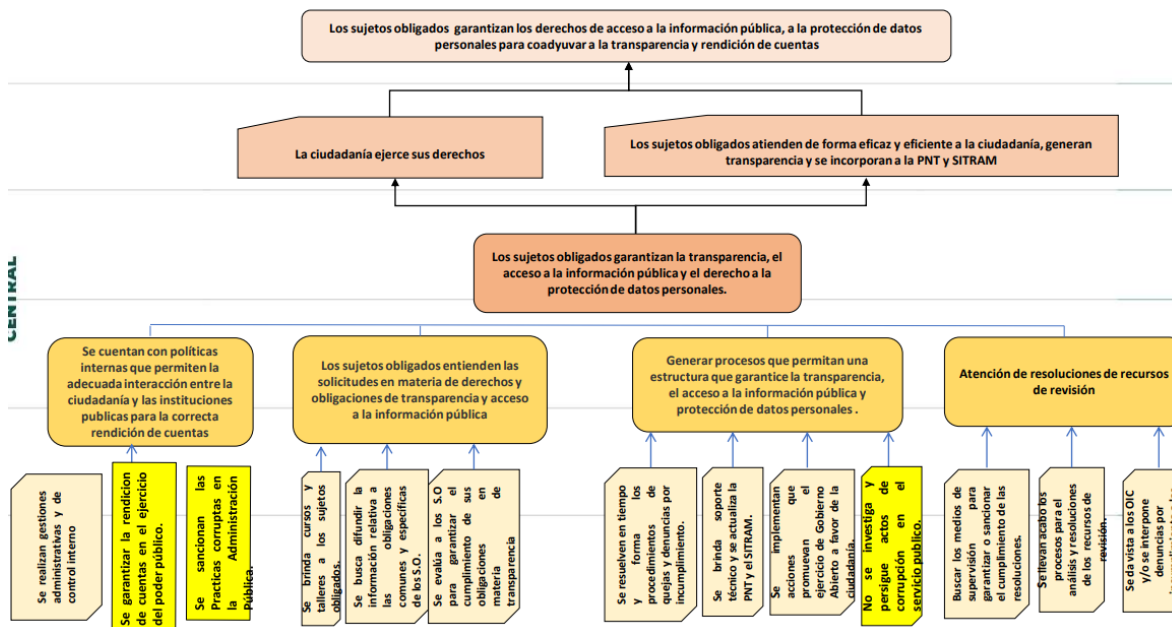 Los sujetos obligados garantizan los derechos de acceso a la información pública, a la protección de datos
personales para coadyuvar a la transparencia y rendición de cuentas
La ciudadanía ejerce sus derechos
Los sujetos obligados atienden de forma eficaz y eficiente a la ciudadanía, generan
transparencia y se incorporan a la PNT y SITRAM
CENTRAL
Los sujetos obligados garantizan la transparencia, el
acceso a la información pública y el derecho a la
protección de datos personales.
Se cuentan con políticas
internas que permiten la
adecuada interacción entre la
ciudadanía y las instituciones
publicas para la correcta
rendición de cuentas
Los sujetos obligados entienden las
solicitudes en materia de derechos y
obligaciones de transparencia y acceso
a la información pública
Generar procesos que permitan una
estructura que garantice la transparencia,
el acceso a la información pública y
protección de datos personales .
Atención de resoluciones de recursos
de revisión
Se realizan gestiones
administrativas y de
control interno
Se garantizar la rendicion
de cuentas en el ejercicio
del poder público.
Se sancionan las
Practicas corruptas en
la Administración
Pública.
Se brinda cursos y
talleres a los sujetos
obligados.
Se busca difundir la
información relativa a
las obligaciones
comunes y específicas
de los S.O.
Se evalúa a los S.O
para garantizar el
cumplimiento de sus
obligaciones en
materia de
transparencia
Se resuelven en tiempo
y forma los
procedimientos de
quejas y denuncias por
incumplimiento.
Se brinda soporte
técnico y se actualiza la
PNT y el SITRAM.
Se implementan
acciones que
promuevan el
ejercicio de Gobierno
Abierto a favor de la
ciudadanía.
No se investiga y
persigue actos de
corrupción en el
servicio publico.
Buscar los medios de
supervisión para
garantizar o sancionar
el cumplimiento de las
resoluciones.
Se llevan acabo los
procesos para el
análisis y resoluciones
de los recursos de
revisión.
Se da vista a los OIC
y/o se interpone
denuncias por